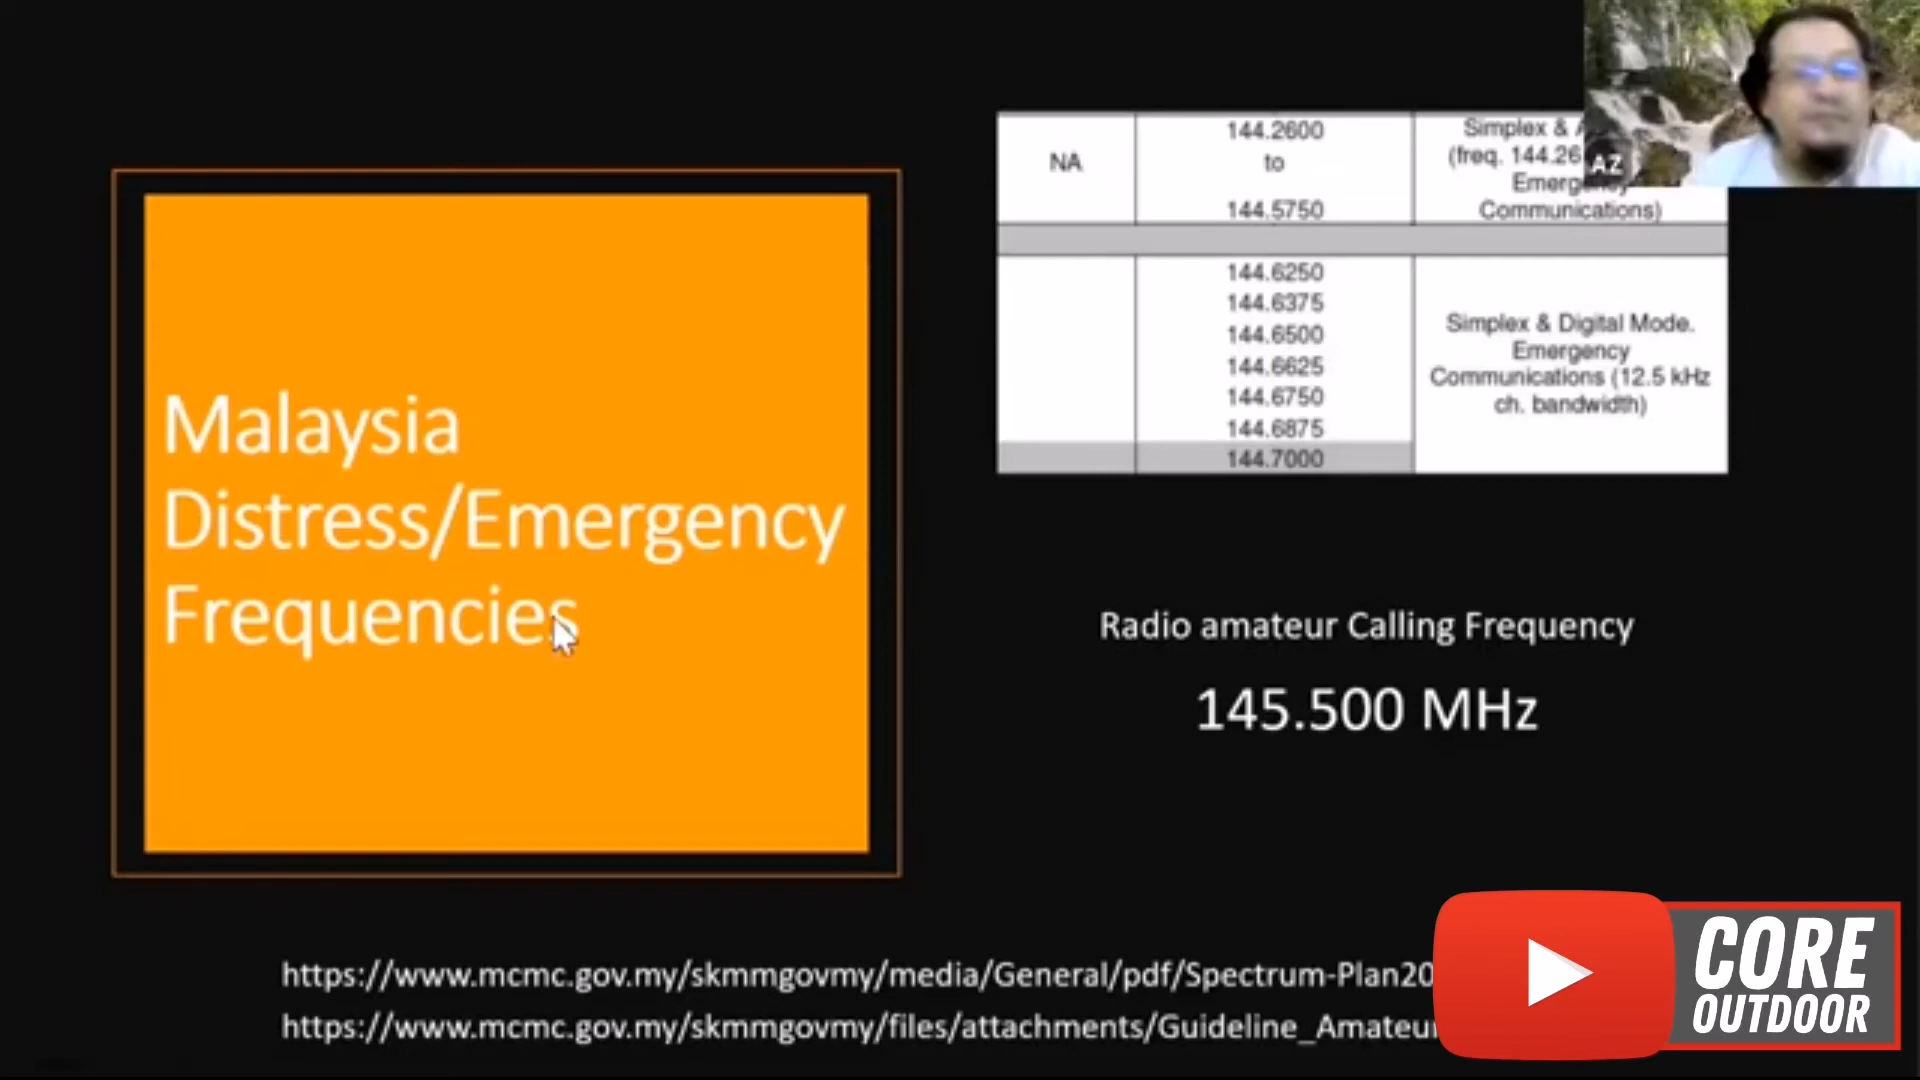 Malaysia
Distress/Emergency
Frequencies
NA
144.2600
to
144.5750
Simplex &
(freq. 144.26
Communications)
144.6250
144.6375
144.6500
144.6625
144.6750
144.6875
144.7000
Simplex & Digital Mode.
Emergency
Communications (12.5 kHz
ch. bandwidth)
AZ
Radio amateur Calling Frequency
145.500 MHz
https://www.mcmc.gov.my/skmmgovmy/media/General/pdf/Spectrum-Plan20
https://www.mcmc.gov.my/skmmgovmy/files/attachments/Guideline_Amateur
CORE
OUTDOOR